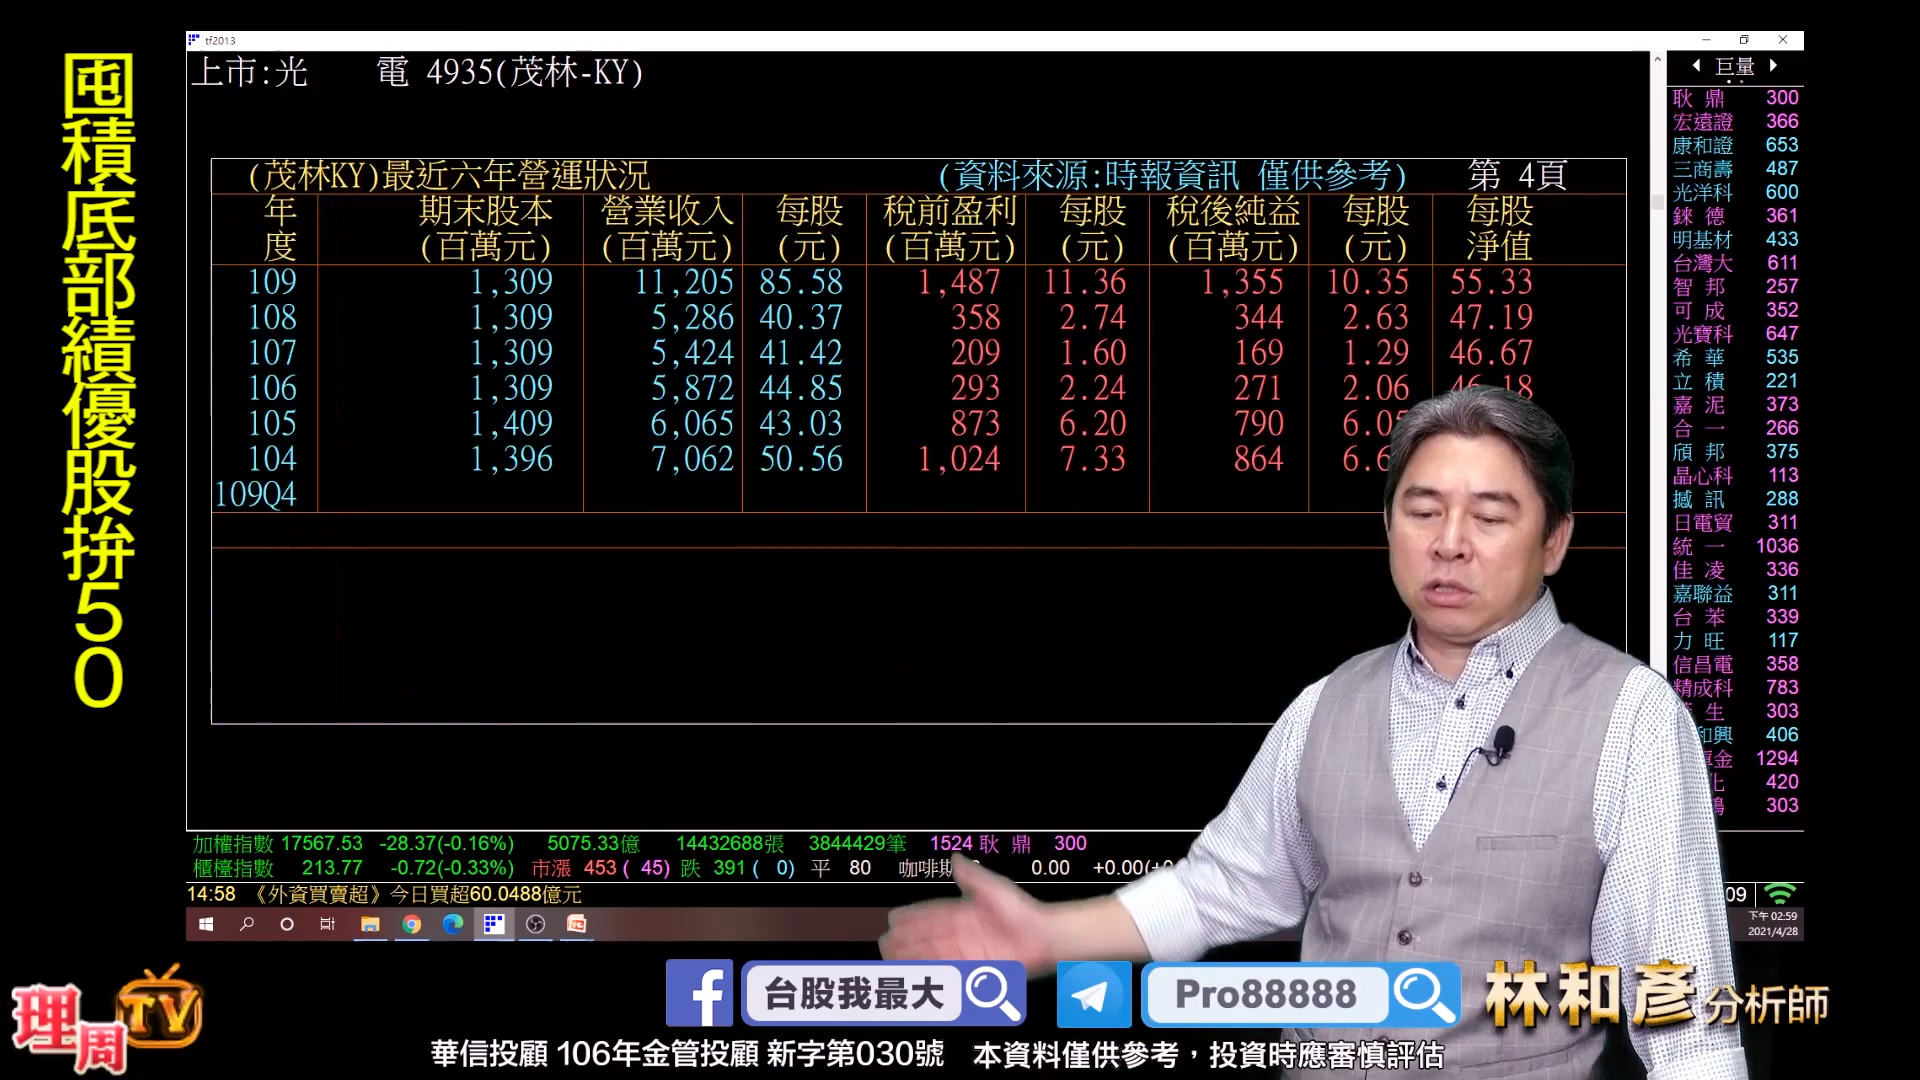 囤積底部績優股拚50
tf2013
上市:光 電 4935(茂林-KY)
(茂林KY)最近六年營運狀況 (資料來源:時報資訊 僅供參考) 第 4頁
年度 期末股本(百萬元) 營業收入(百萬元) 每股(元) 稅前盈利(百萬元) 每股(元) 稅後純益(百萬元) 每股(元) 每股淨值
109 1,309 11,205 85.58 1,487 11.36 1,355 10.35 55.33
108 1,309 5,286 40.37 358 2.74 344 2.63 47.19
107 1,309 5,424 41.42 209 1.60 169 1.29 46.67
106 1,309 5,872 44.85 293 2.24 271 2.06 46.18
105 1,409 6,065 43.03 873 6.20 790
104 1,396 7,062 50.56 1,024 7.33 864
109Q4
巨量
耿鼎 300
宏遠證 366
康和證 653
三商壽 487
光洋科 600
錸德 361
明基材 433
台灣大 611
智邦 257
可成 352
光寶科 647
希華 535
立積 221
嘉泥 373
合一 266
頎邦 375
晶心科 113
撼訊 288
日電貿 311
統一 1036
佳凌 336
嘉聯益 311
台苯 339
力旺 117
信昌電 358
精成科 783
生 303
和興 406
金 1294
420
303
加權指數 17567.53 -28.37(-0.16%) 5075.33億 14432688張 3844429筆 1524 耿鼎 300
櫃檯指數 213.77 -0.72(-0.33%) 市漲 453 ( 45) 跌 391 ( 0) 平 80 咖啡期 0.00
14:58 《外資買賣超》今日買超60.0488億元
09
下午 02:59
2021/4/28
理周TV
台股我最大
Pro88888
林和彥分析師
華信投顧 106年金管投顧 新字第030號 本資料僅供參考，投資時應審慎評估